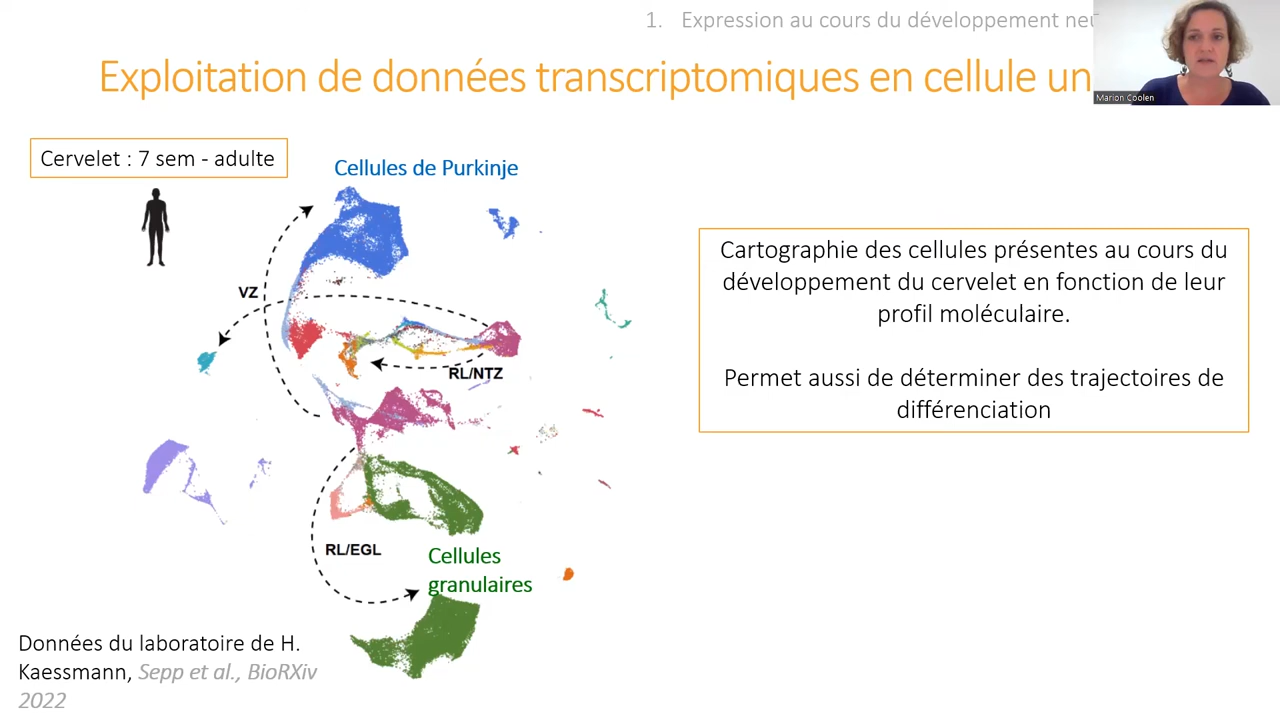 1. Expression au cours du développement
Marion Coolen
Exploitation de données transcriptomiques en cellule
Cervelet : 7 sem - adulte
Cellules de Purkinje
VZ
RL/NTZ
RL/EGL
Cellules
granulaires
Cartographie des cellules présentes au cours du
développement du cervelet en fonction de leur
profil moléculaire.
Permet aussi de déterminer des trajectoires de
différenciation
Données du laboratoire de H.
Kaessmann, Sepp et al., BioRXiv
2022